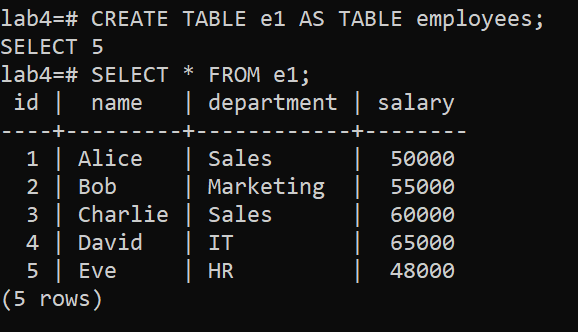 lab4=# CREATE TABLE e1 AS TABLE employees;
SELECT 5
lab4=# SELECT * FROM e1;
 id |  name   | department | salary
----+---------+------------+--------
  1 | Alice   | Sales      |  50000
  2 | Bob     | Marketing  |  55000
  3 | Charlie | Sales      |  60000
  4 | David   | IT         |  65000
  5 | Eve     | HR         |  48000
(5 rows)